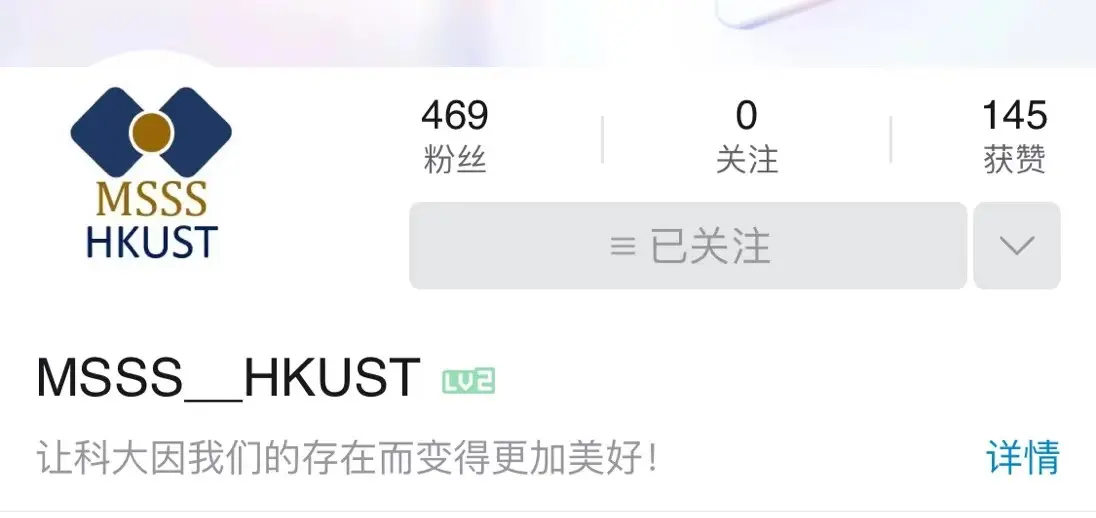 MSSS
HKUST
469
粉丝
0
关注
145
获赞
已关注
MSSS__HKUST LV2
让科大因我们的存在而变得更加美好!
详情